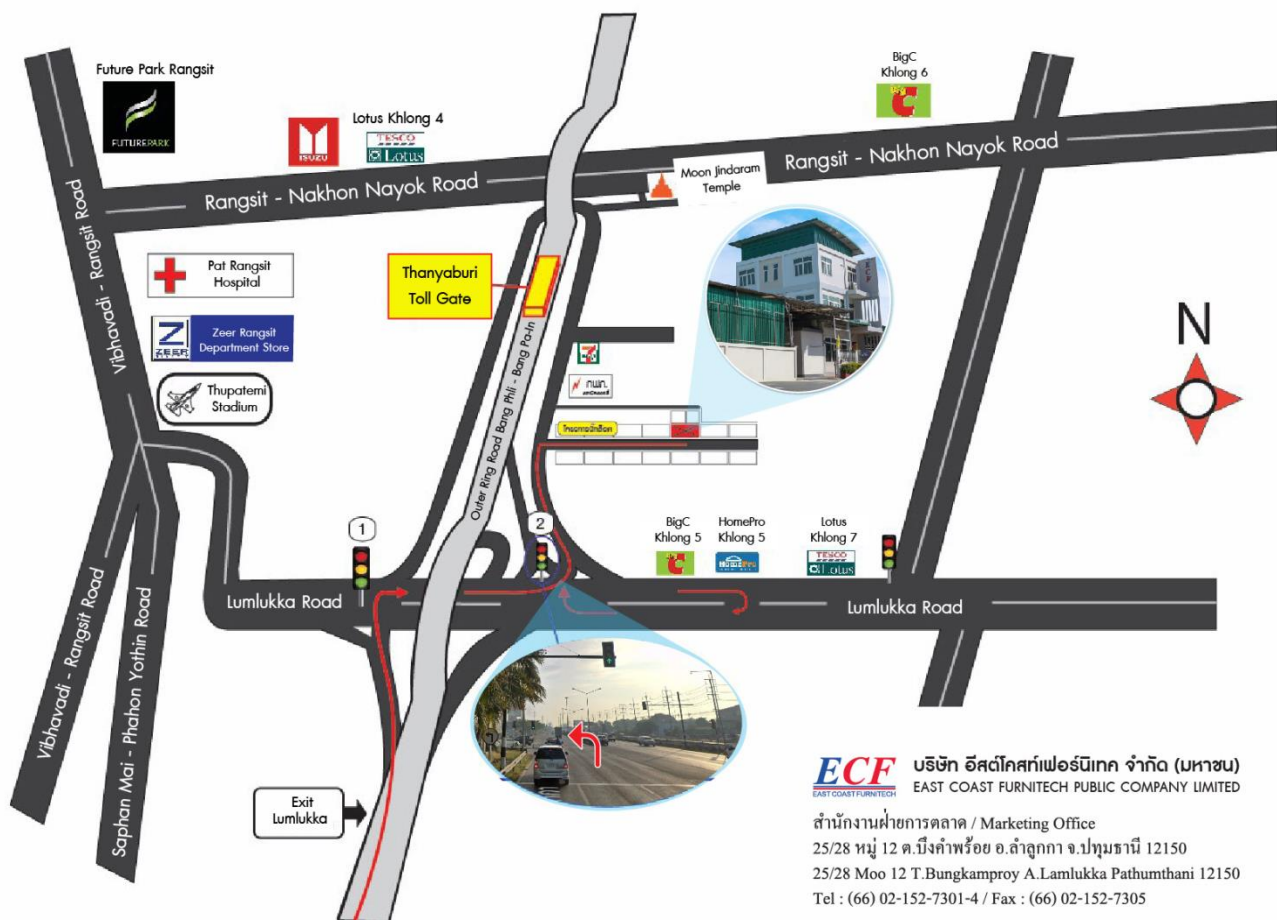 Future Park Rangsit
FUTUREPARK
ISUZU
Lotus Khlong 4
TESCO
Lotus
BigC
Khlong 6
Big
C
Rangsit - Nakhon Nayok Road
Rangsit - Nakhon Nayok Road
Moon Jindaram
Temple
Vibhavadi - Rangsit Road
Pat Rangsit
Hospital
Thanyaburi
Toll Gate
Z
ZEER
Zeer Rangsit
Department Store
Thupatemi
Stadium
Outer Ring Road Bang Phli - Bang Pa-In
7
กฟภ.
N
1
2
BigC
Khlong 5
HomePro
Khlong 5
HomePro
Lotus
Khlong 7
TESCO
Lotus
Lumlukka Road
Lumlukka Road
Vibhavadi - Rangsit Road
Saphan Mai - Phahon Yothin Road
Exit
Lumlukka
ECF
EAST COAST FURNITECH
บริษัท อีสต์โคสท์เฟอร์นิเทค จำกัด (มหาชน)
EAST COAST FURNITECH PUBLIC COMPANY LIMITED
สำนักงานฝ่ายการตลาด / Marketing Office
25/28 หมู่ 12 ต.บึงคำพร้อย อ.ลำลูกกา จ.ปทุมธานี 12150
25/28 Moo 12 T.Bungkamproy A.Lamlukka Pathumthani 12150
Tel : (66) 02-152-7301-4 / Fax : (66) 02-152-7305